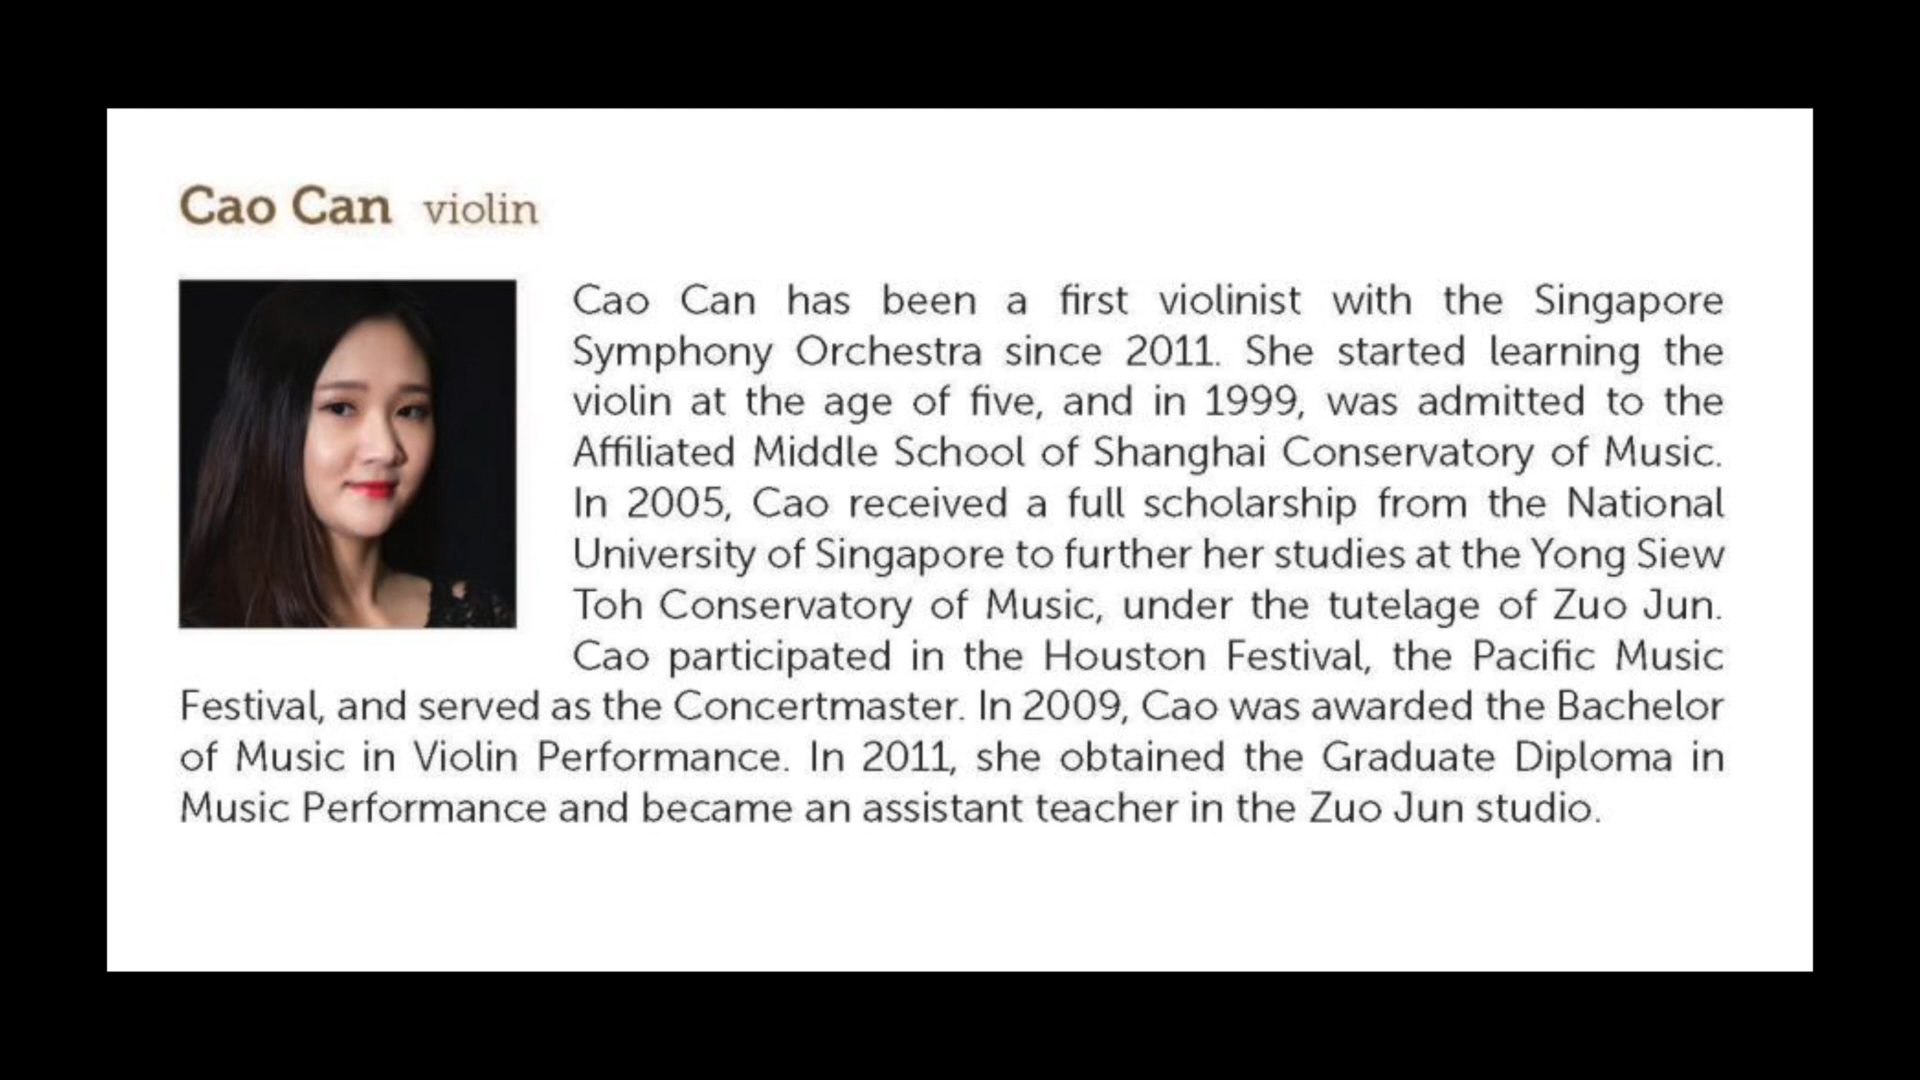 Cao Can violin
Cao Can has been a first violinist with the Singapore
Symphony Orchestra since 2011. She started learning the
violin at the age of five, and in 1999, was admitted to the
Affiliated Middle School of Shanghai Conservatory of Music.
In 2005, Cao received a full scholarship from the National
University of Singapore to further her studies at the Yong Siew
Toh Conservatory of Music, under the tutelage of Zuo Jun.
Cao participated in the Houston Festival, the Pacific Music
Festival, and served as the Concertmaster. In 2009, Cao was awarded the Bachelor
of Music in Violin Performance. In 2011, she obtained the Graduate Diploma in
Music Performance and became an assistant teacher in the Zuo Jun studio.